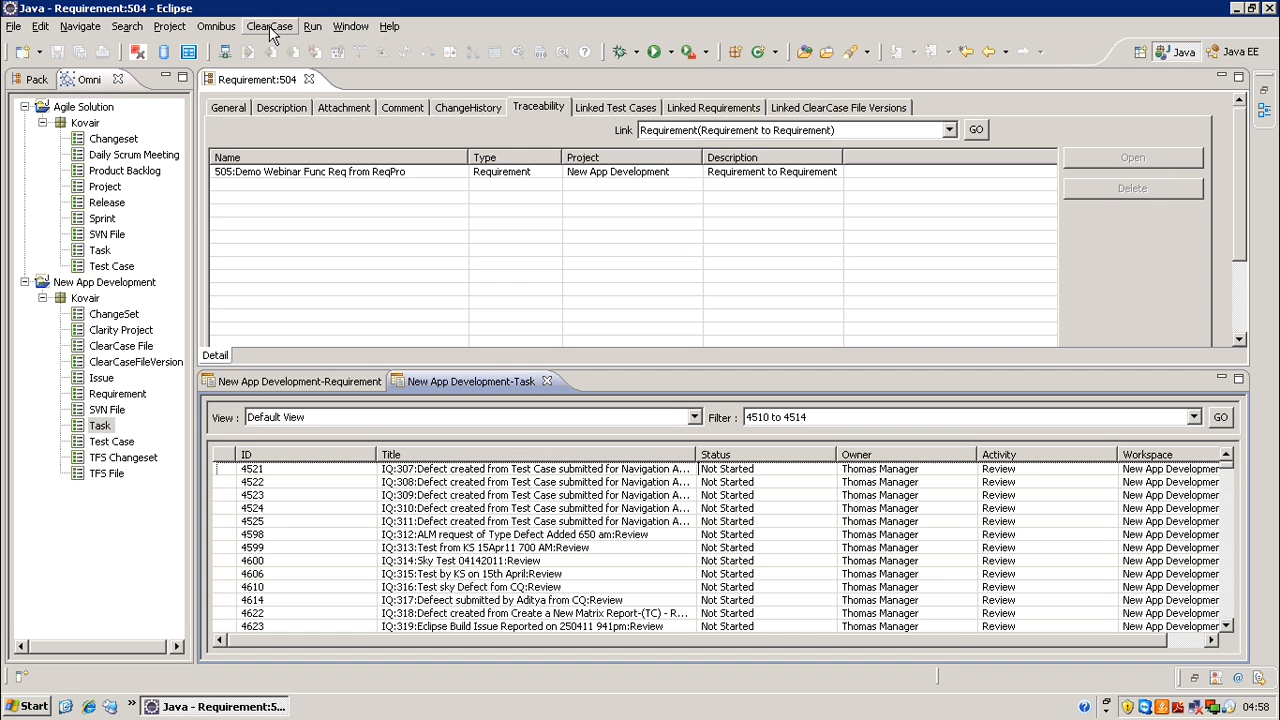 Java - Requirement:504 - Eclipse
File Edit Navigate Search Project Omnibus ClearCase Run Window Help
Java Java EE
Pack Omni Requirement:504
Agile Solution
Kovair
Changeset
Daily Scrum Meeting
Product Backlog
Project
Release
Sprint
SVN File
Task
Test Case
New App Development
Kovair
ChangeSet
Clarity Project
ClearCase File
ClearCaseFileVersion
Issue
Requirement
SVN File
Task
Test Case
TFS Changeset
TFS File
General Description Attachment Comment ChangeHistory Traceability Linked Test Cases Linked Requirements Linked ClearCase File Versions
Link Requirement(Requirement to Requirement) GO
Name Type Project Description
505:Demo Webinar Func Req from ReqPro Requirement New App Development Requirement to Requirement
Open
Delete
Detail
New App Development-Requirement New App Development-Task
View : Default View Filter : 4510 to 4514 GO
ID Title Status Owner Activity Workspace
4521 IQ:307:Defect created from Test Case submitted for Navigation A... Not Started Thomas Manager Review New App Developmer
4522 IQ:308:Defect created from Test Case submitted for Navigation A... Not Started Thomas Manager Review New App Developmer
4523 IQ:309:Defect created from Test Case submitted for Navigation A... Not Started Thomas Manager Review New App Developmer
4524 IQ:310:Defect created from Test Case submitted for Navigation A... Not Started Thomas Manager Review New App Developmer
4525 IQ:311:Defect created from Test Case submitted for Navigation A... Not Started Thomas Manager Review New App Developmer
4598 IQ:312:ALM request of Type Defect Added 650 am:Review Not Started Thomas Manager Review New App Developmer
4599 IQ:313:Test from KS 15Apr11 700 AM:Review Not Started Thomas Manager Review New App Developmer
4600 IQ:314:Sky Test 04142011:Review Not Started Thomas Manager Review New App Developmer
4606 IQ:315:Test by KS on 15th April:Review Not Started Thomas Manager Review New App Developmer
4610 IQ:316:Test sky Defect fom CQ:Review Not Started Thomas Manager Review New App Developmer
4614 IQ:317:Defeect submitted by Aditya from CQ:Review Not Started Thomas Manager Review New App Developmer
4622 IQ:318:Defect created from Create a New Matrix Report-(TC) - R... Not Started Thomas Manager Review New App Developmer
4623 IQ:319:Eclipse Build Issue Reported on 250411 941pm:Review Not Started Thomas Manager Review New App Developmer
Start Java - Requirement:5... 04:58